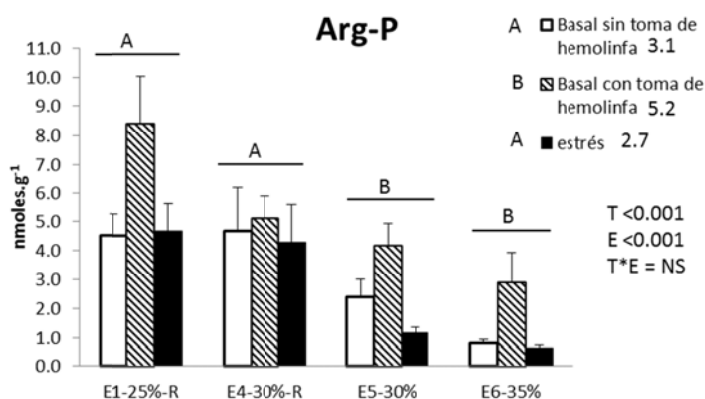 Arg-P
A Basal sin toma de
hemolinfa 3.1
B Basal con toma de
hemolinfa 5.2
A estrés 2.7
T <0.001
E <0.001
T*E = NS
nmoles.g⁻¹
11.0
10.0
9.0
8.0
7.0
6.0
5.0
4.0
3.0
2.0
1.0
0.0
A
A
B
B
E1-25%-R E4-30%-R E5-30% E6-35%